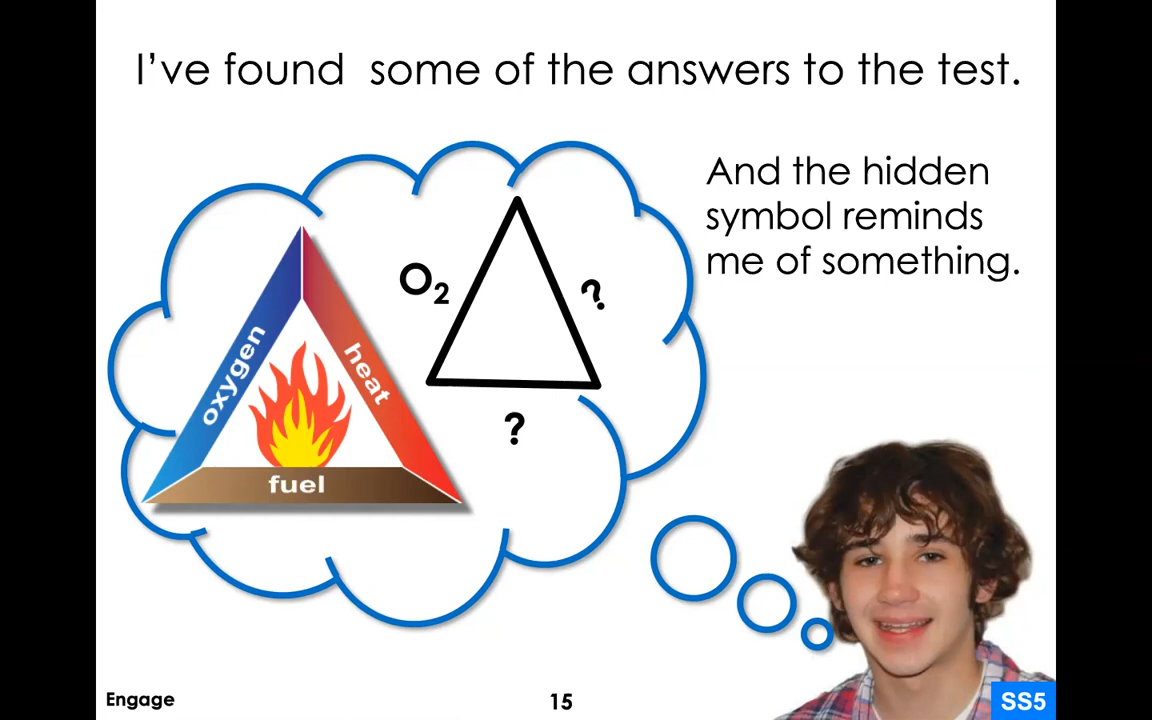 I've found  some of the answers to the test.
And the hidden
symbol reminds
me of something.
oxygen
heat
fuel
O₂
?
?
Engage
15
SS5